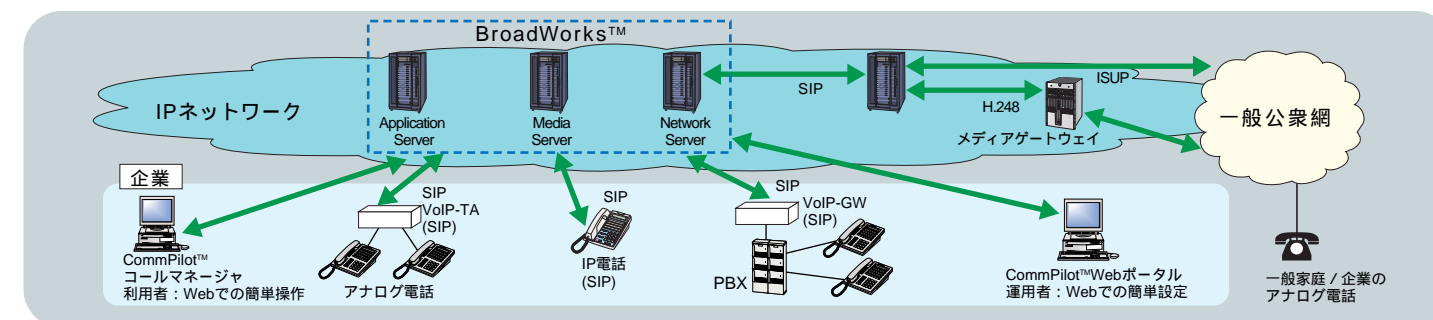 BroadWorks™
IPネットワーク
Application
Server
Media
Server
Network
Server
SIP
ISUP
H.248
メディアゲートウェイ
一般公衆網
企業
CommPilot™
コールマネージャ
利用者：Webでの簡単操作
SIP
VoIP-TA
(SIP)
アナログ電話
SIP
IP電話
(SIP)
SIP
VoIP-GW
(SIP)
PBX
CommPilot™Webポータル
運用者：Webでの簡単設定
一般家庭 / 企業の
アナログ電話